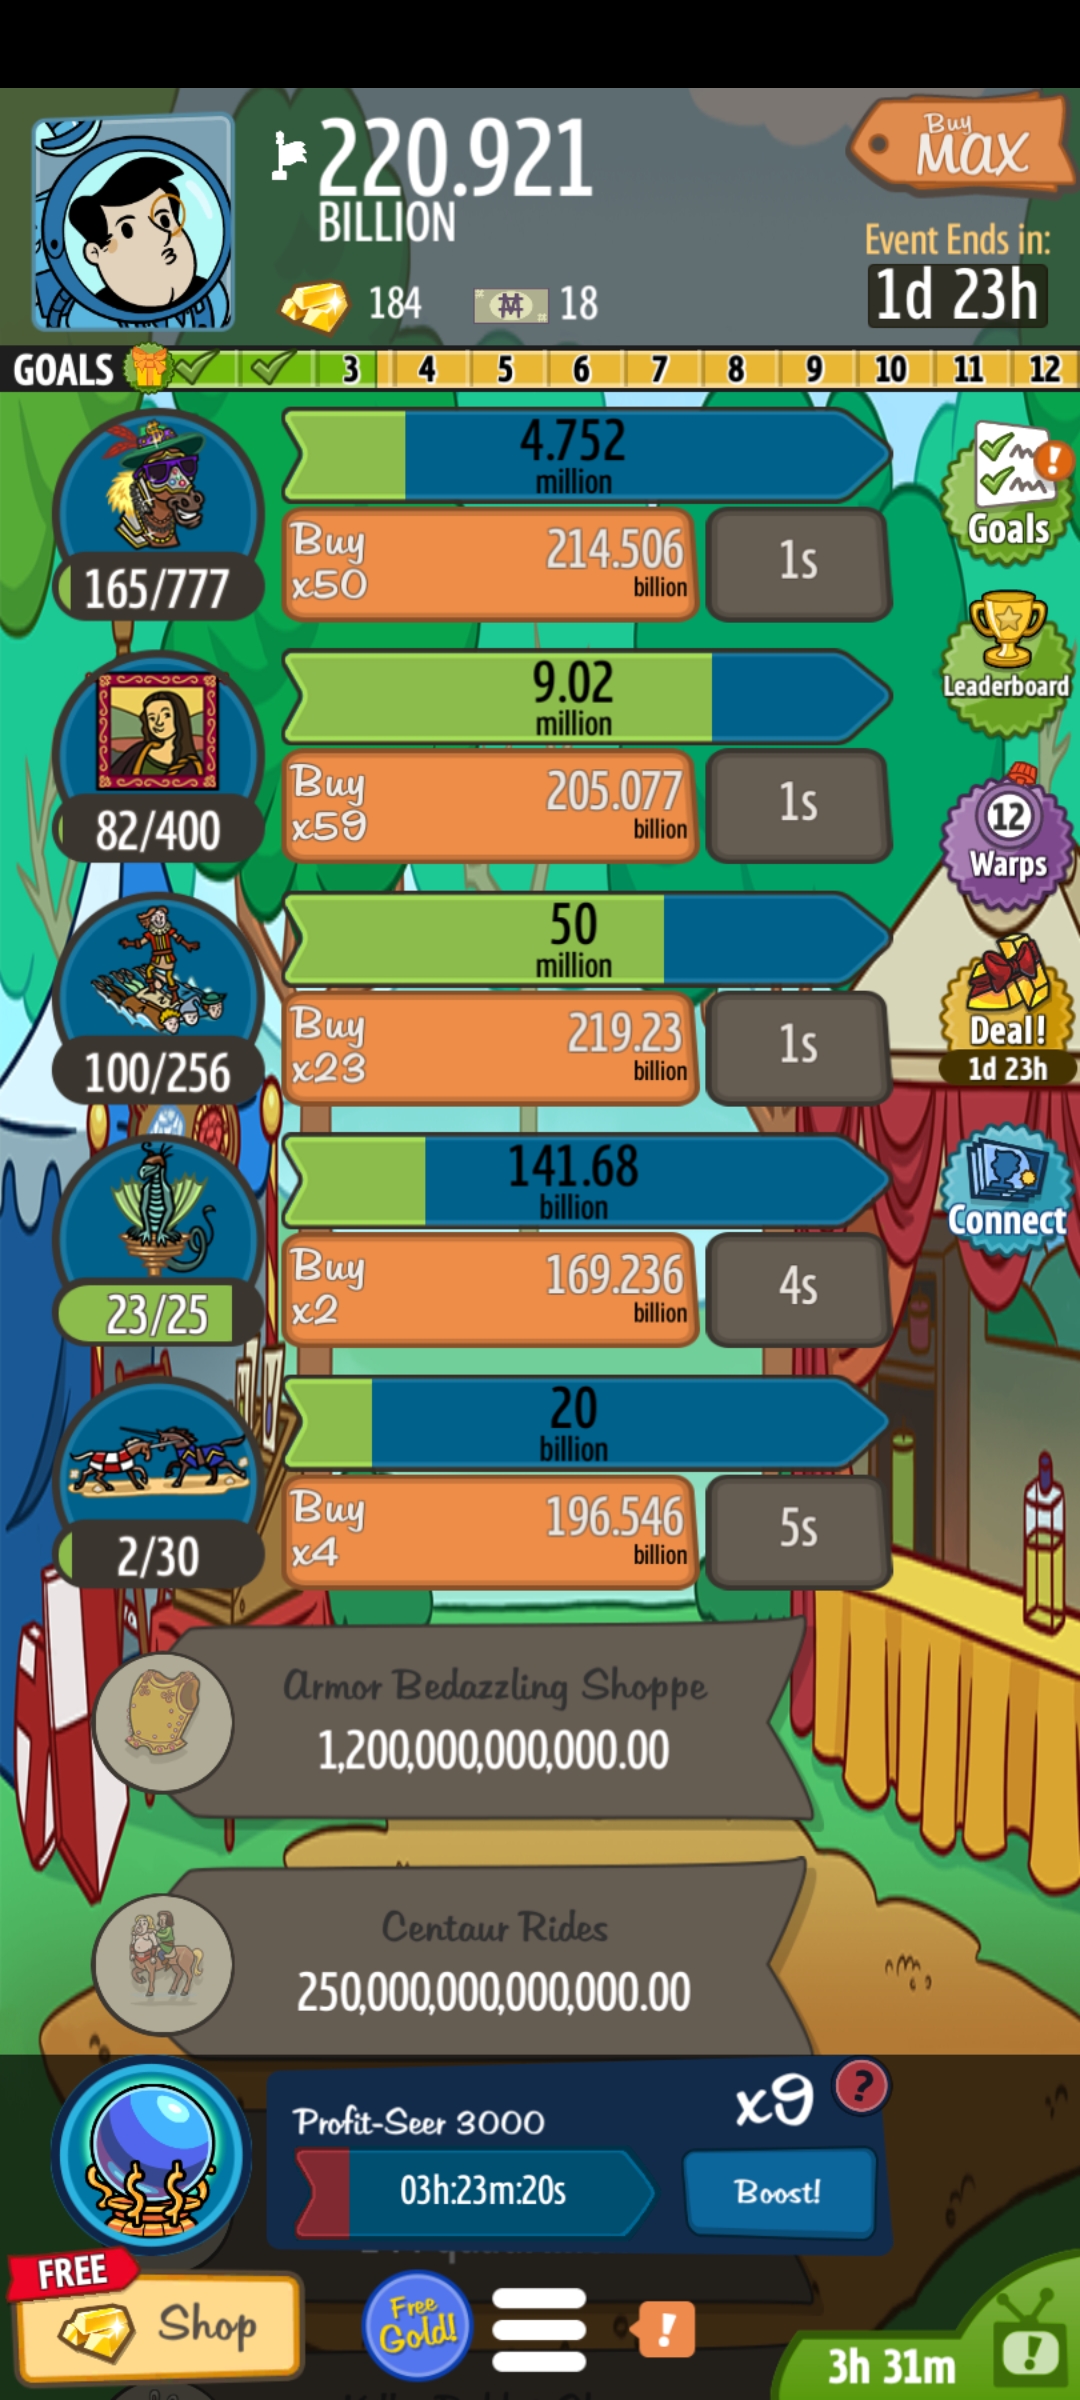 220.921
BILLION
Buy
MAX
184
18
Event Ends in:
1d 23h
GOALS
3 4 5 6 7 8 9 10 11 12
4.752
million
Buy
x50
214.506
billion
1s
165/777
Goals
9.02
million
Leaderboard
Buy
x59
205.077
billion
1s
82/400
12
Warps
50
million
Buy
x23
219.23
billion
1s
100/256
Deal!
1d 23h
141.68
billion
Buy
x2
169.236
billion
4s
23/25
Connect
20
billion
Buy
x4
196.546
billion
5s
2/30
Armor Bedazzling Shoppe
1,200,000,000,000.00
Centaur Rides
250,000,000,000,000.00
Profit-Seer 3000
x9
?
03h:23m:20s
Boost!
FREE
Shop
Free
Gold!
!
3h 31m
!